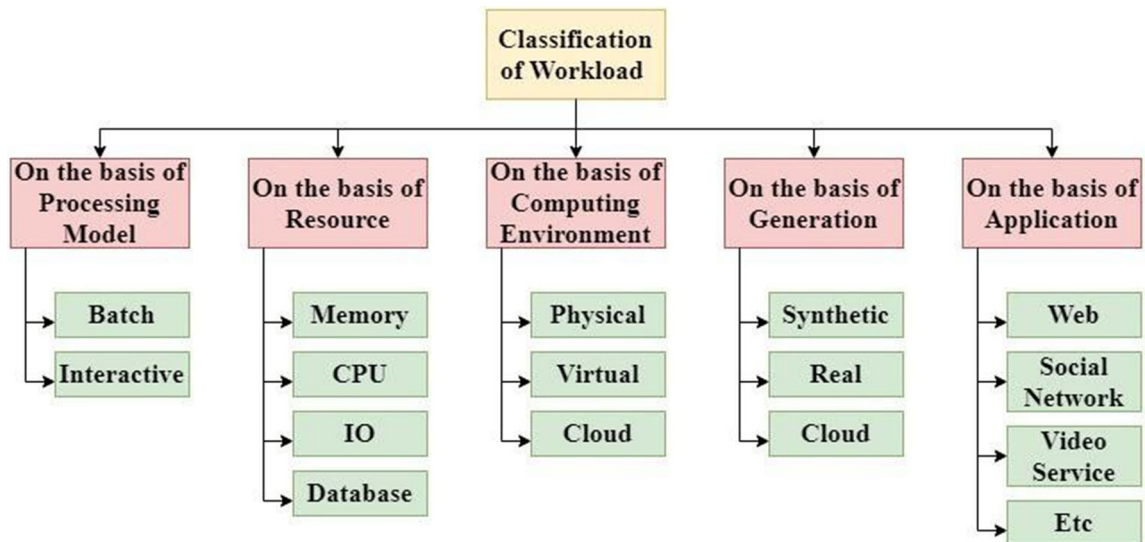 Classification
of Workload
On the basis of
Processing
Model
On the basis of
Resource
On the basis of
Computing
Environment
On the basis of
Generation
On the basis of
Application
Batch
Interactive
Memory
CPU
IO
Database
Physical
Virtual
Cloud
Synthetic
Real
Cloud
Web
Social
Network
Video
Service
Etc